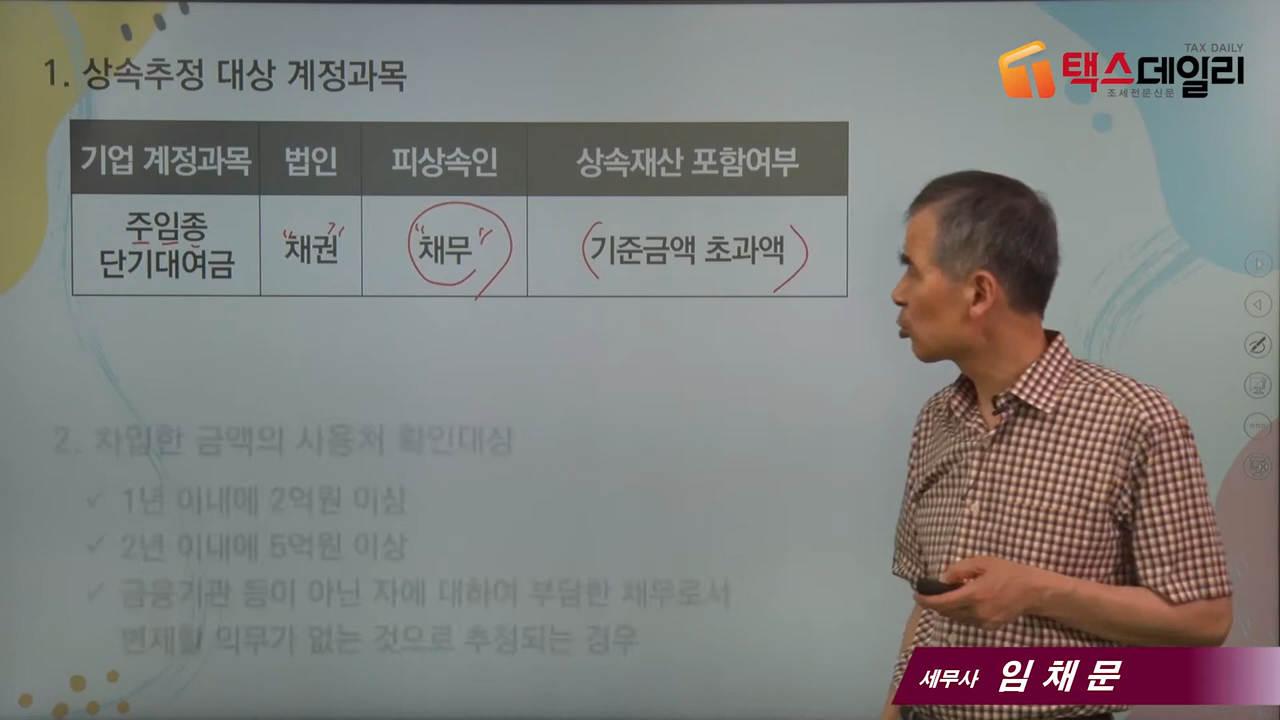 1. 상속추정 대상 계정과목
TAX DAILY
택스데일리
조세전문신문
기업 계정과목 법인 피상속인 상속재산 포함여부
주임종
단기대여금 "채권" "채무" (기준금액 초과액)
2. 차입한 금액의 사용처 확인대상
✓ 1년 이내에 2억원 이상
✓ 2년 이내에 5억원 이상
✓ 금융기관 등이 아닌 자에 대하여 부담한 채무로서
변제할 의무가 없는 것으로 추정되는 경우
세무사 임채문